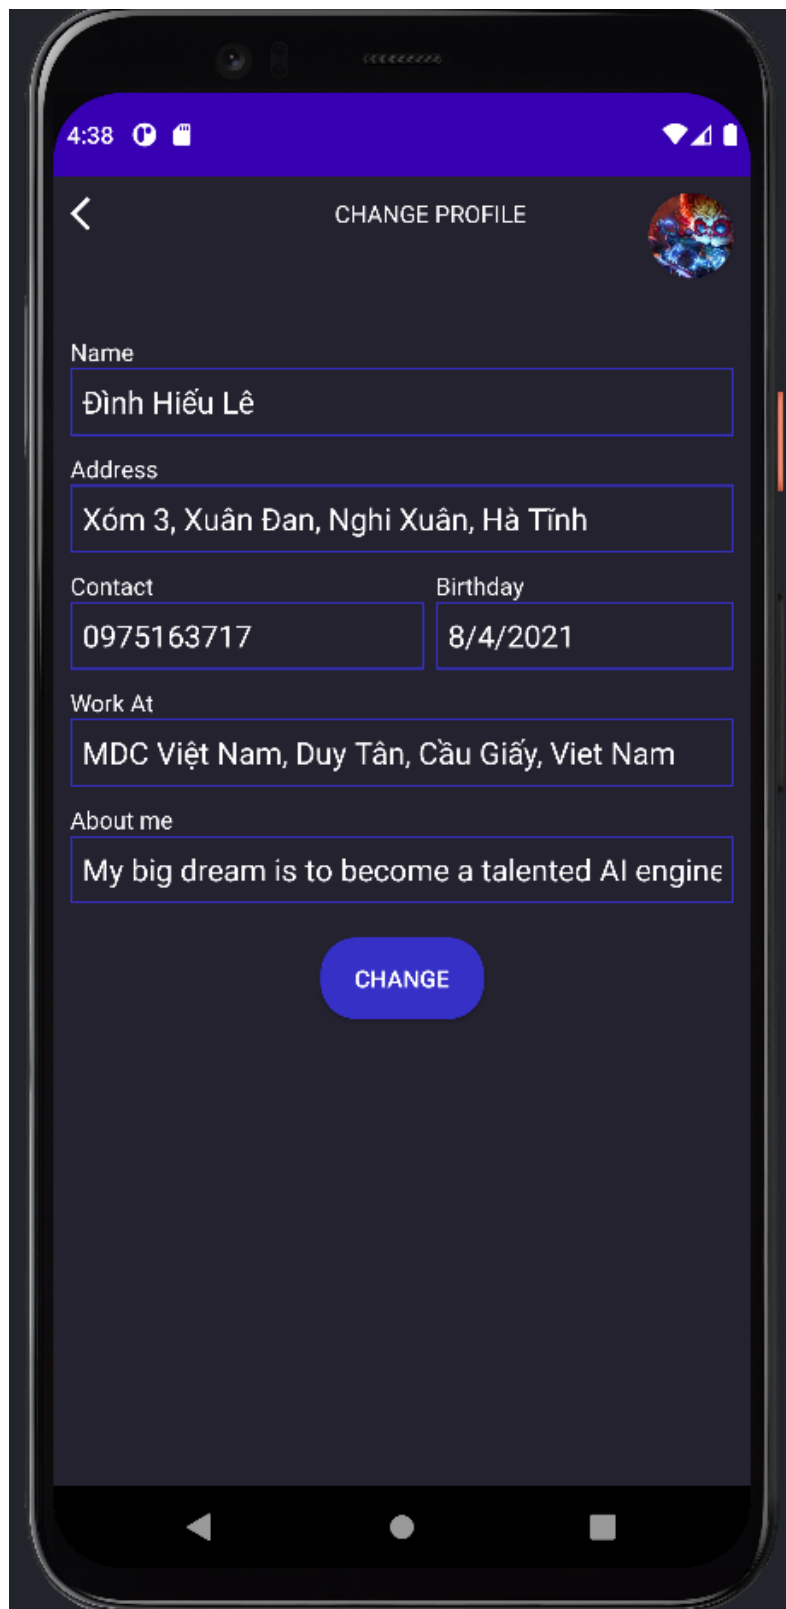 4:38
CHANGE PROFILE
Name
Đình Hiếu Lê
Address
Xóm 3, Xuân Đan, Nghi Xuân, Hà Tĩnh
Contact
Birthday
0975163717
8/4/2021
Work At
MDC Việt Nam, Duy Tân, Cầu Giấy, Viet Nam
About me
My big dream is to become a talented AI engine
CHANGE